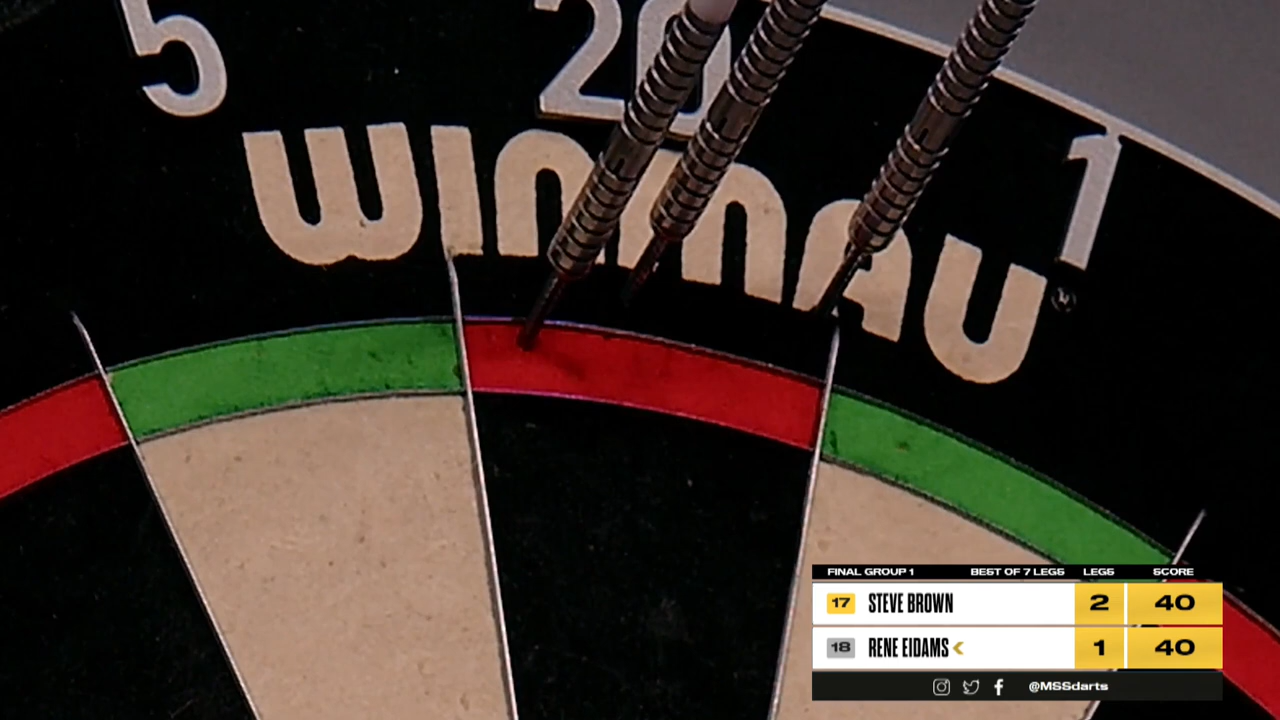 5 20 1
WINMAU
FINAL GROUP 1 BEST OF 7 LEGS LEGS SCORE
17 STEVE BROWN 2 40
18 RENE EIDAMS 1 40
@MSSdarts